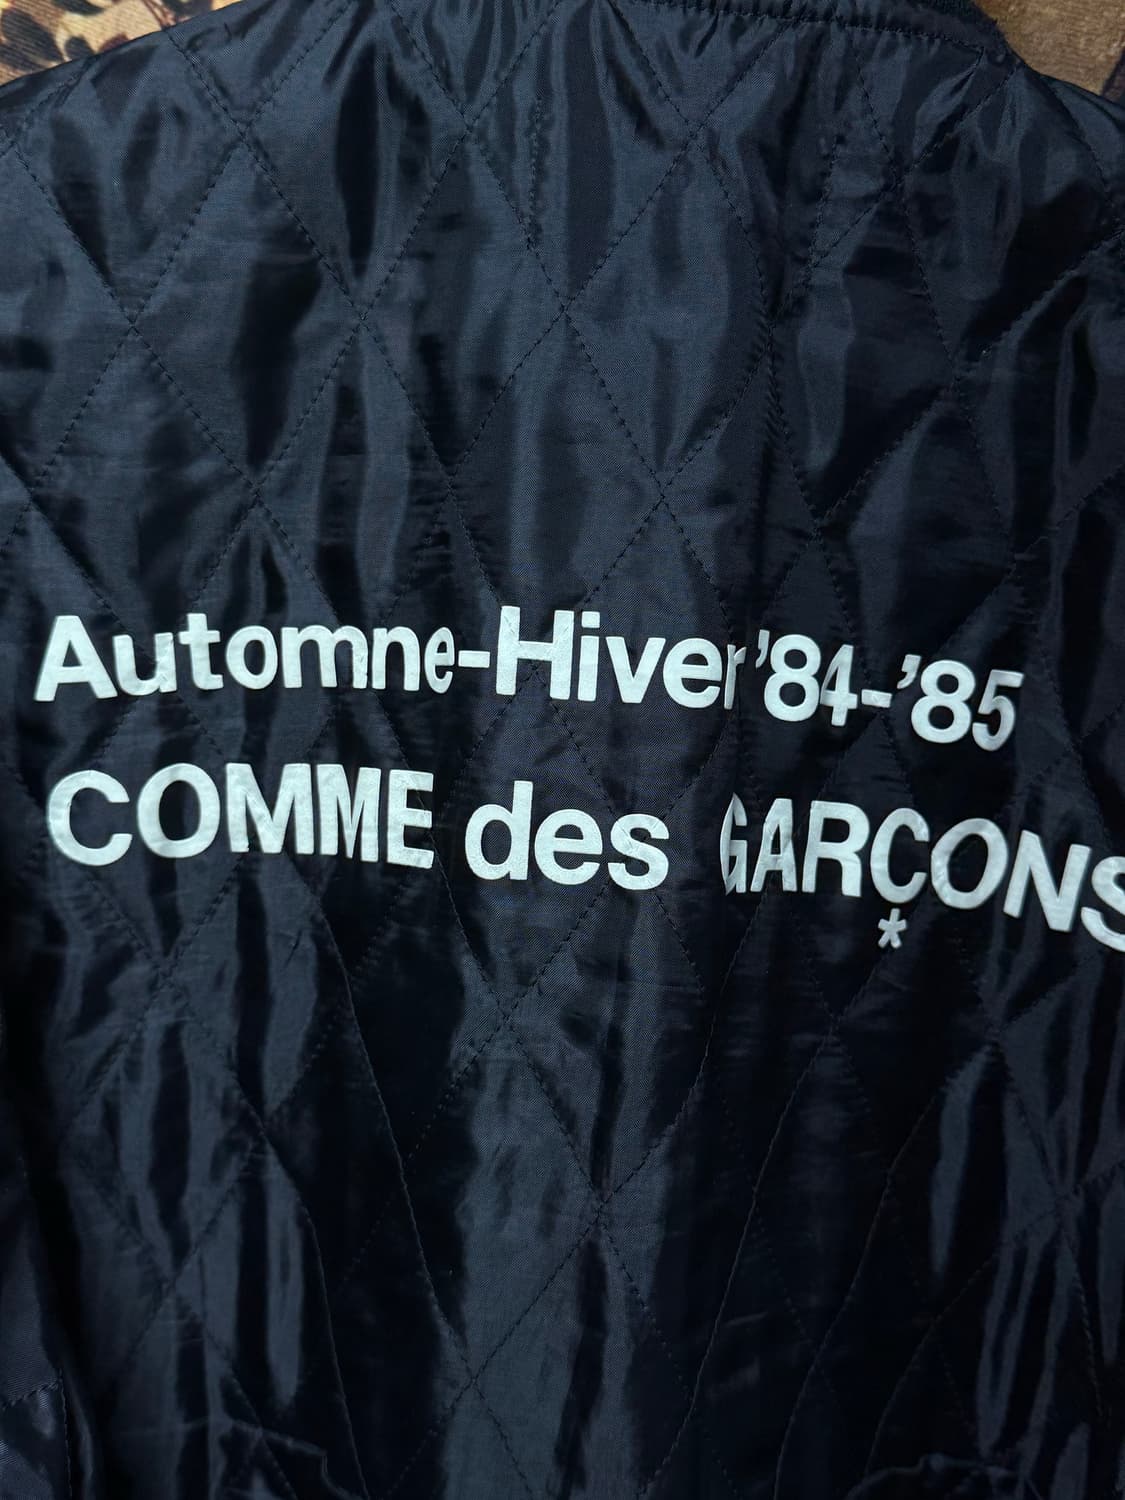 Automne-Hiver '84-'85
COMME des GARÇONS
*